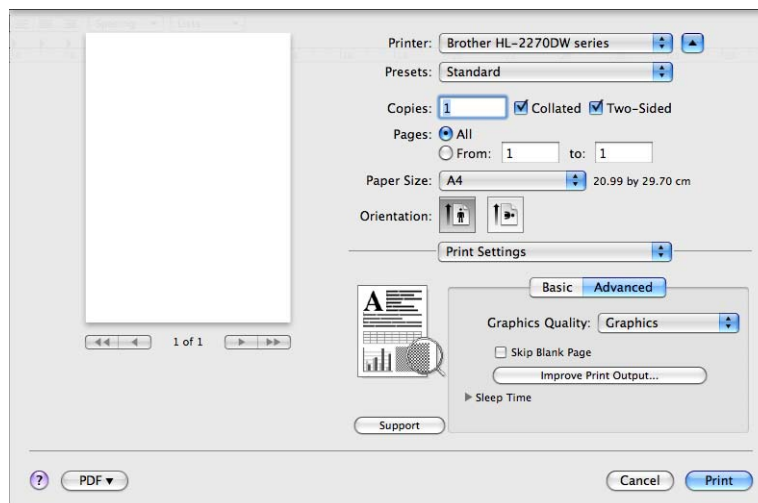 Spacing Lists
Printer: Brother HL-2270DW series
Presets: Standard
Copies: 1 Collated Two-Sided
Pages: All
From: 1 to: 1
Paper Size: A4 20.99 by 29.70 cm
Orientation:
Print Settings
Basic Advanced
Graphics Quality: Graphics
Skip Blank Page
Improve Print Output...
Sleep Time
A
1 of 1
Support
? PDF Cancel Print